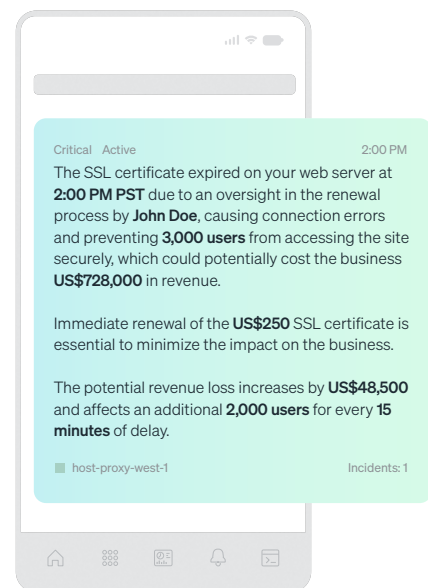 Critical Active 2:00 PM
The SSL certificate expired on your web server at
2:00 PM PST due to an oversight in the renewal
process by John Doe, causing connection errors
and preventing 3,000 users from accessing the site
securely, which could potentially cost the business
US$728,000 in revenue.
Immediate renewal of the US$250 SSL certificate is
essential to minimize the impact on the business.
The potential revenue loss increases by US$48,500
and affects an additional 2,000 users for every 15
minutes of delay.
host-proxy-west-1 Incidents: 1